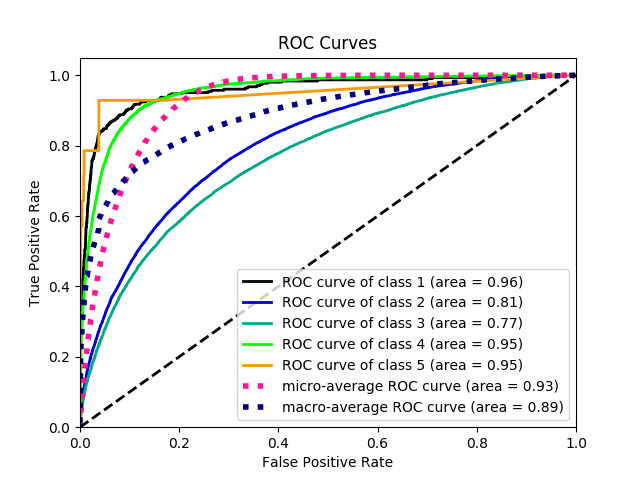 ROC Curves
True Positive Rate
1.0
0.8
0.6
0.4
0.2
0.0
ROC curve of class 1 (area = 0.96)
ROC curve of class 2 (area = 0.81)
ROC curve of class 3 (area = 0.77)
ROC curve of class 4 (area = 0.95)
ROC curve of class 5 (area = 0.95)
micro-average ROC curve (area = 0.93)
macro-average ROC curve (area = 0.89)
0.0 0.2 0.4 0.6 0.8 1.0
False Positive Rate